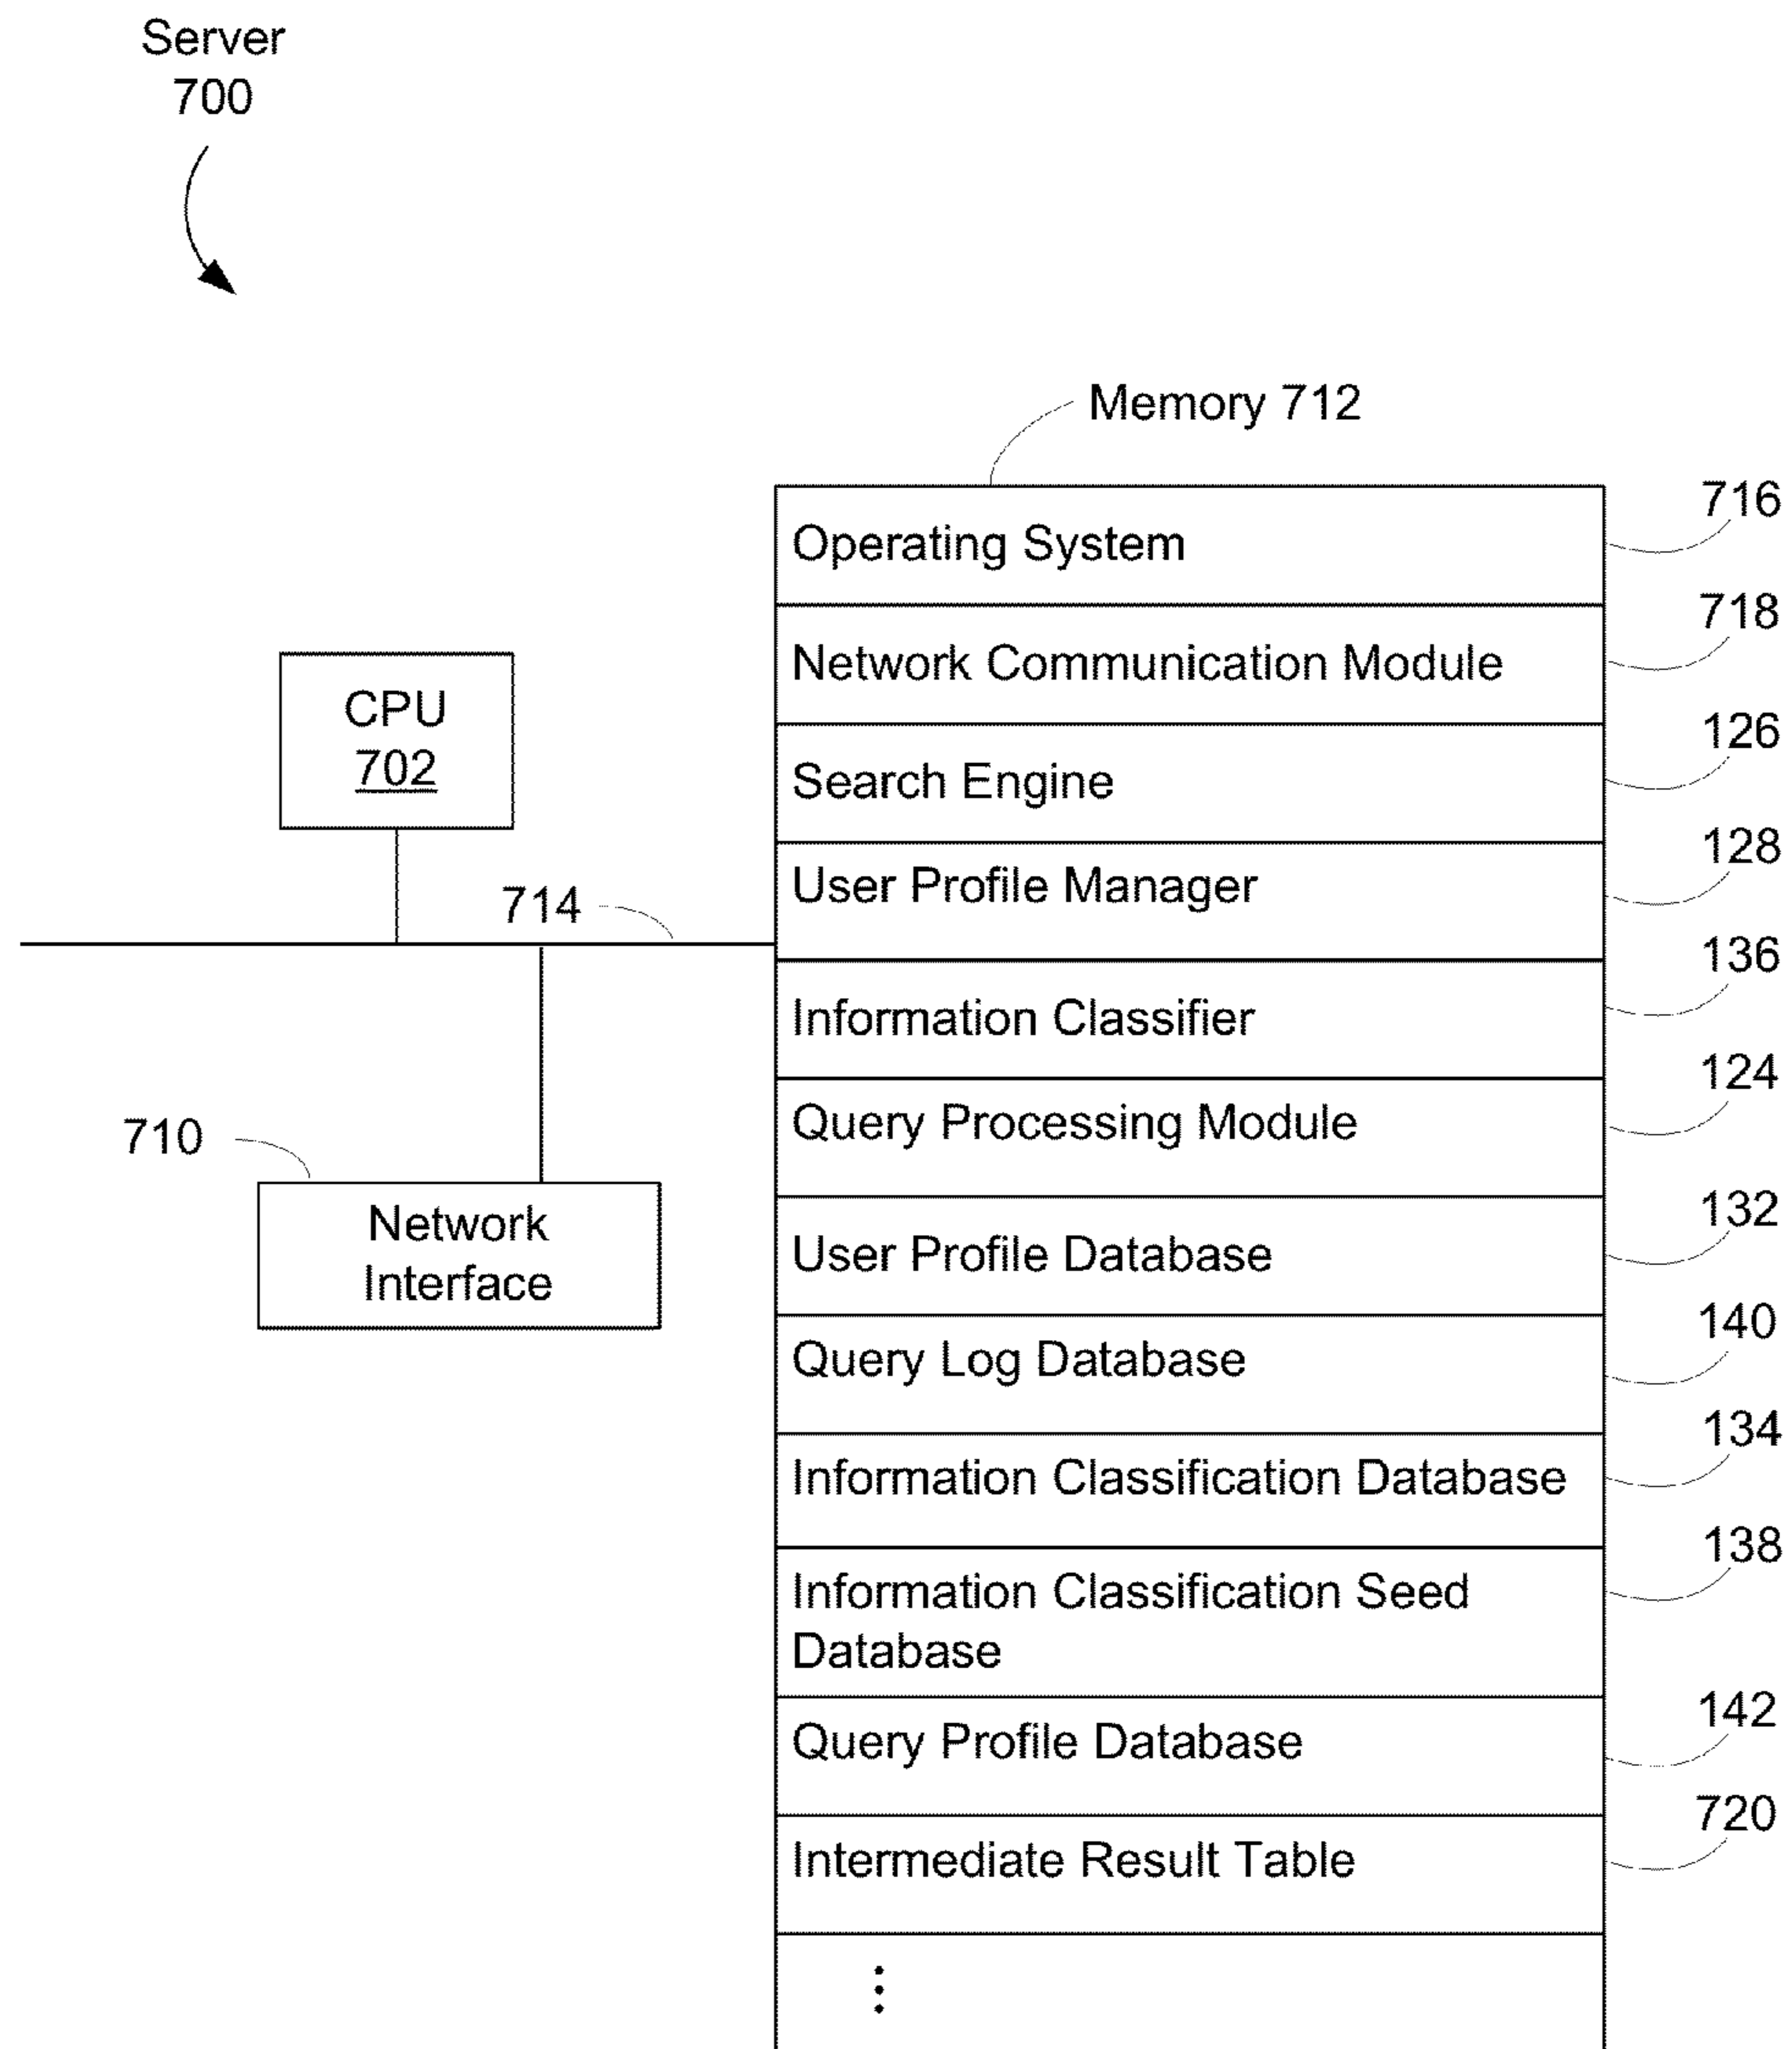 Server
700
Memory 712
Operating System
716
Network Communication Module
718
Search Engine
126
User Profile Manager
128
Information Classifier
136
Query Processing Module
124
User Profile Database
132
Query Log Database
140
Information Classification Database
134
Information Classification Seed
Database
138
Query Profile Database
142
Intermediate Result Table
720
CPU
702
714
710
Network
Interface